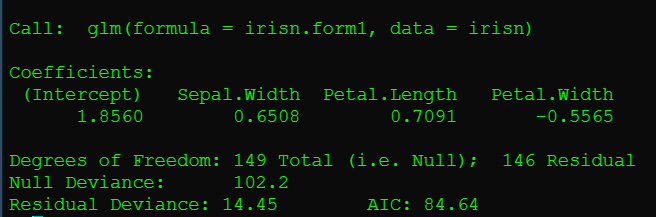 Call:  glm(formula = irisn.form1, data = irisn)
Coefficients:
 (Intercept)   Sepal.Width  Petal.Length   Petal.Width
      1.8560        0.6508        0.7091       -0.5565
Degrees of Freedom: 149 Total (i.e. Null);  146 Residual
Null Deviance:      102.2
Residual Deviance: 14.45        AIC: 84.64